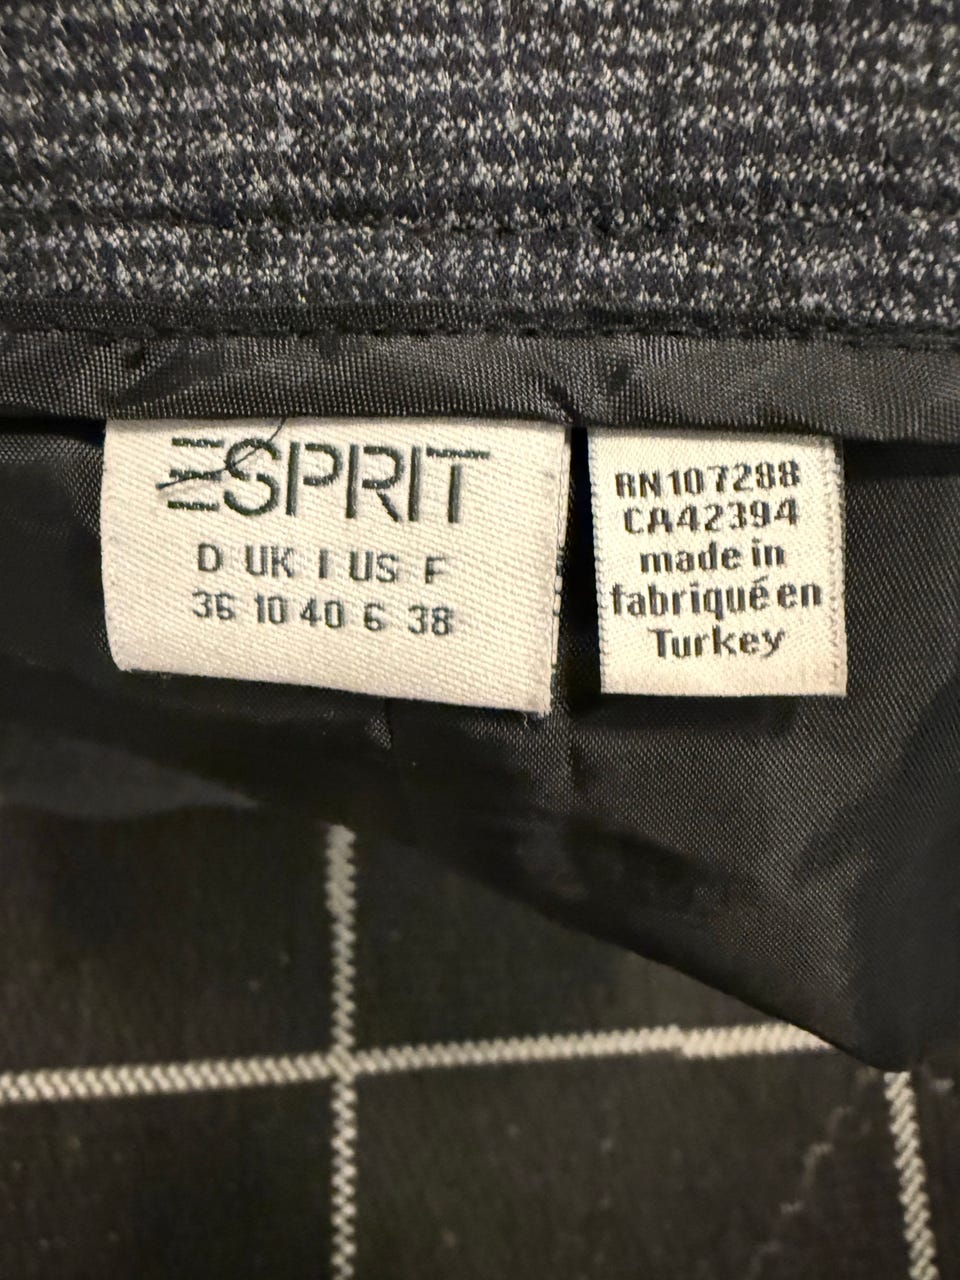 ESPRIT
D UK I US F
36 10 40 6 38
RN107288
CA42394
made in
fabriqué en
Turkey